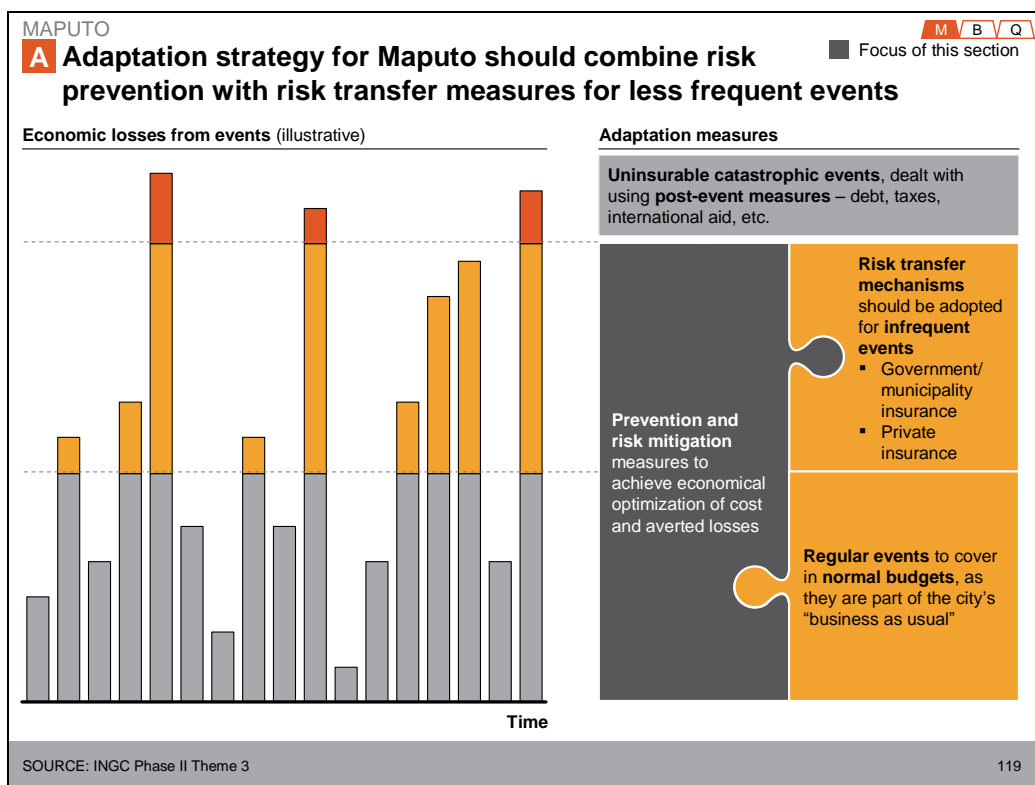 MAPUTO
M B Q
Focus of this section
A Adaptation strategy for Maputo should combine risk
prevention with risk transfer measures for less frequent events
Economic losses from events (illustrative)
Time
Adaptation measures
Uninsurable catastrophic events, dealt with
using post-event measures – debt, taxes,
international aid, etc.
Prevention and
risk mitigation
measures to
achieve economical
optimization of cost
and averted losses
Risk transfer
mechanisms
should be adopted
for infrequent
events
▪ Government/
municipality
insurance
▪ Private
insurance
Regular events to cover
in normal budgets, as
they are part of the city’s
“business as usual”
SOURCE: INGC Phase II Theme 3
119